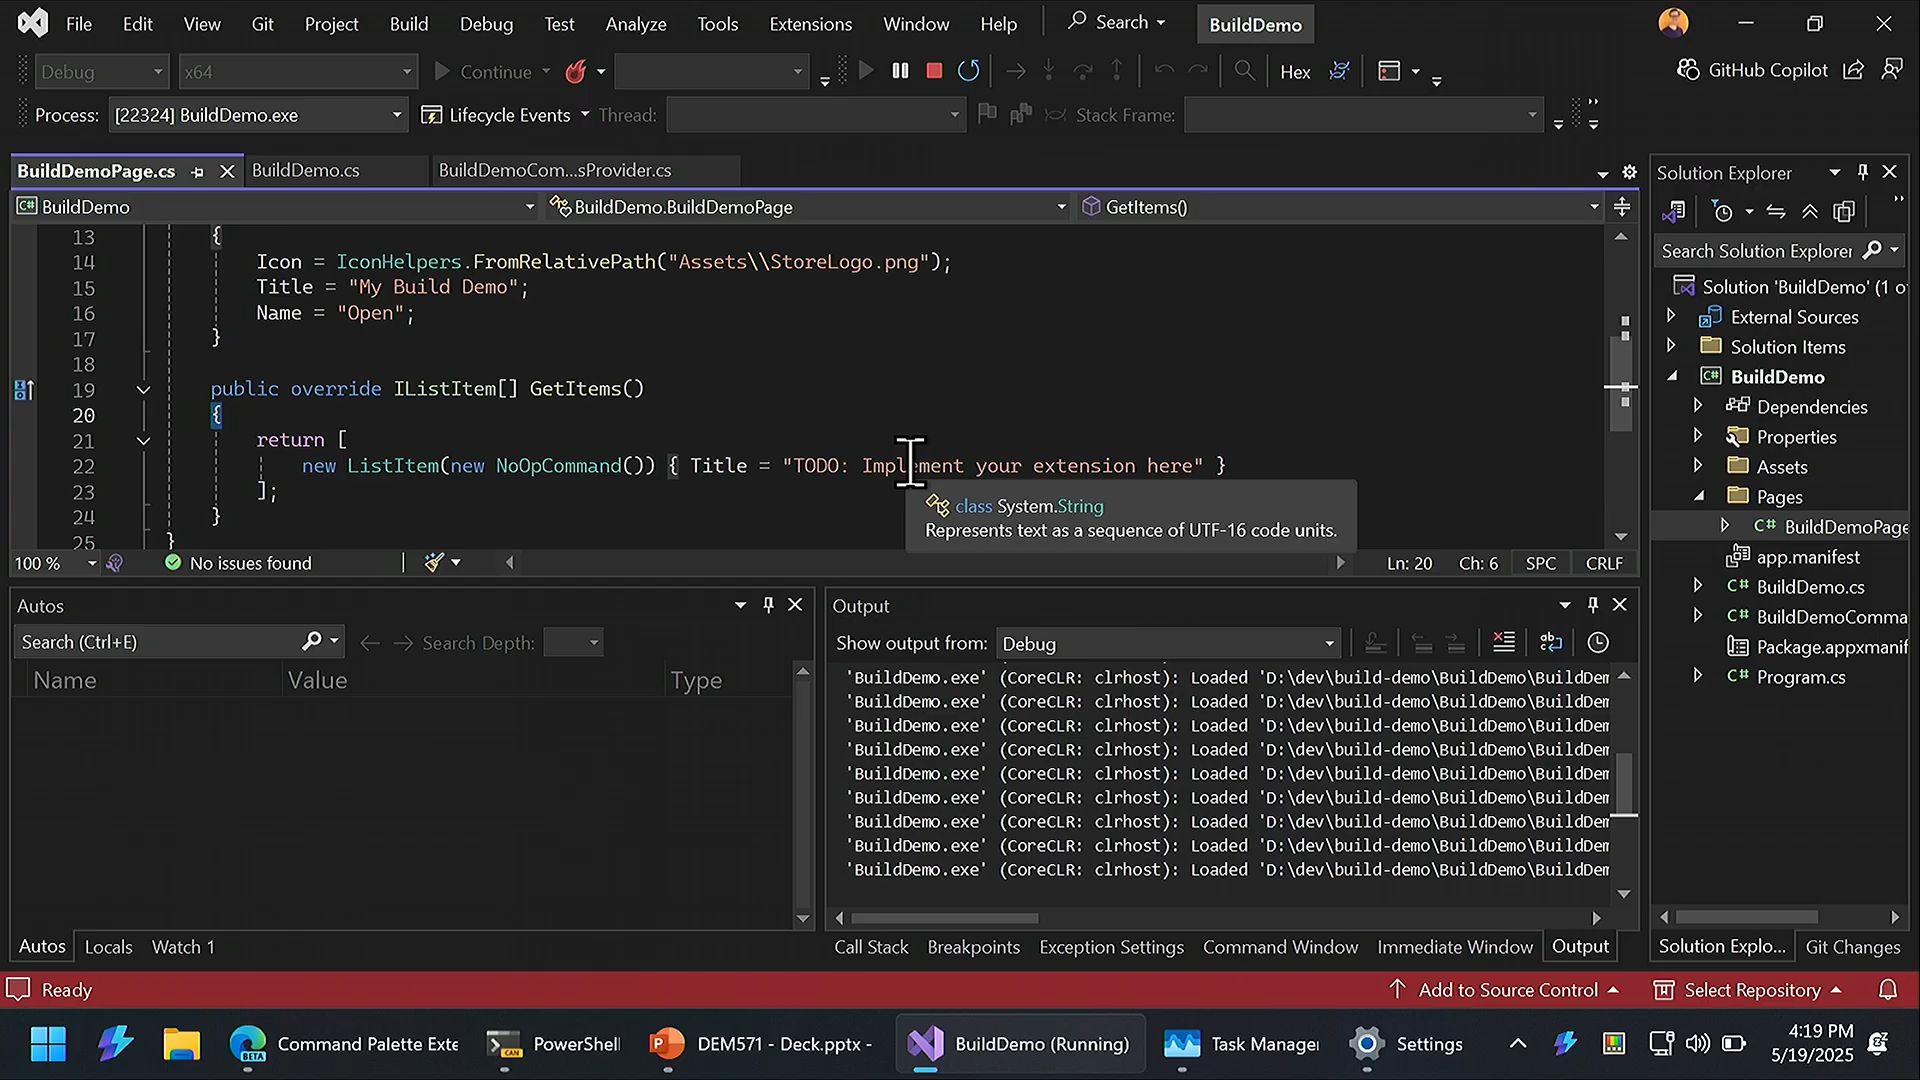 File Edit View Git Project Build Debug Test Analyze Tools Extensions Window Help Search BuildDemo
Debug x64 Continue Hex GitHub Copilot
Process: [22324] BuildDemo.exe Lifecycle Events Thread: Stack Frame:
BuildDemoPage.cs BuildDemo.cs BuildDemoCom...sProvider.cs
BuildDemo BuildDemo.BuildDemoPage GetItems()
13 {
14 Icon = IconHelpers.FromRelativePath("Assets\\StoreLogo.png");
15 Title = "My Build Demo";
16 Name = "Open";
17 }
18
19 public override IListItem[] GetItems()
20 {
21 return [
22 new ListItem(new NoOpCommand()) { Title = "TODO: Implement your extension here" }
23 ];
24 }
25 }
class System.String
Represents text as a sequence of UTF-16 code units.
100 % No issues found Ln: 20 Ch: 6 SPC CRLF
Solution Explorer
Search Solution Explorer
Solution 'BuildDemo' (1 o
External Sources
Solution Items
BuildDemo
Dependencies
Properties
Assets
Pages
BuildDemoPage
app.manifest
BuildDemo.cs
BuildDemoComma
Package.appxmanif
Program.cs
Solution Explo... Git Changes
Autos
Search (Ctrl+E) Search Depth:
Name Value Type
Autos Locals Watch 1
Output
Show output from: Debug
'BuildDemo.exe' (CoreCLR: clrhost): Loaded 'D:\dev\build-demo\BuildDemo\BuildDem
'BuildDemo.exe' (CoreCLR: clrhost): Loaded 'D:\dev\build-demo\BuildDemo\BuildDem
'BuildDemo.exe' (CoreCLR: clrhost): Loaded 'D:\dev\build-demo\BuildDemo\BuildDem
'BuildDemo.exe' (CoreCLR: clrhost): Loaded 'D:\dev\build-demo\BuildDemo\BuildDem
'BuildDemo.exe' (CoreCLR: clrhost): Loaded 'D:\dev\build-demo\BuildDemo\BuildDem
'BuildDemo.exe' (CoreCLR: clrhost): Loaded 'D:\dev\build-demo\BuildDemo\BuildDem
'BuildDemo.exe' (CoreCLR: clrhost): Loaded 'D:\dev\build-demo\BuildDemo\BuildDem
'BuildDemo.exe' (CoreCLR: clrhost): Loaded 'D:\dev\build-demo\BuildDemo\BuildDem
'BuildDemo.exe' (CoreCLR: clrhost): Loaded 'D:\dev\build-demo\BuildDemo\BuildDem
Call Stack Breakpoints Exception Settings Command Window Immediate Window Output
Ready Add to Source Control Select Repository
BETA Command Palette Exte CAN PowerShell DEM571 - Deck.pptx - BuildDemo (Running) Task Manager Settings
4:19 PM
5/19/2025